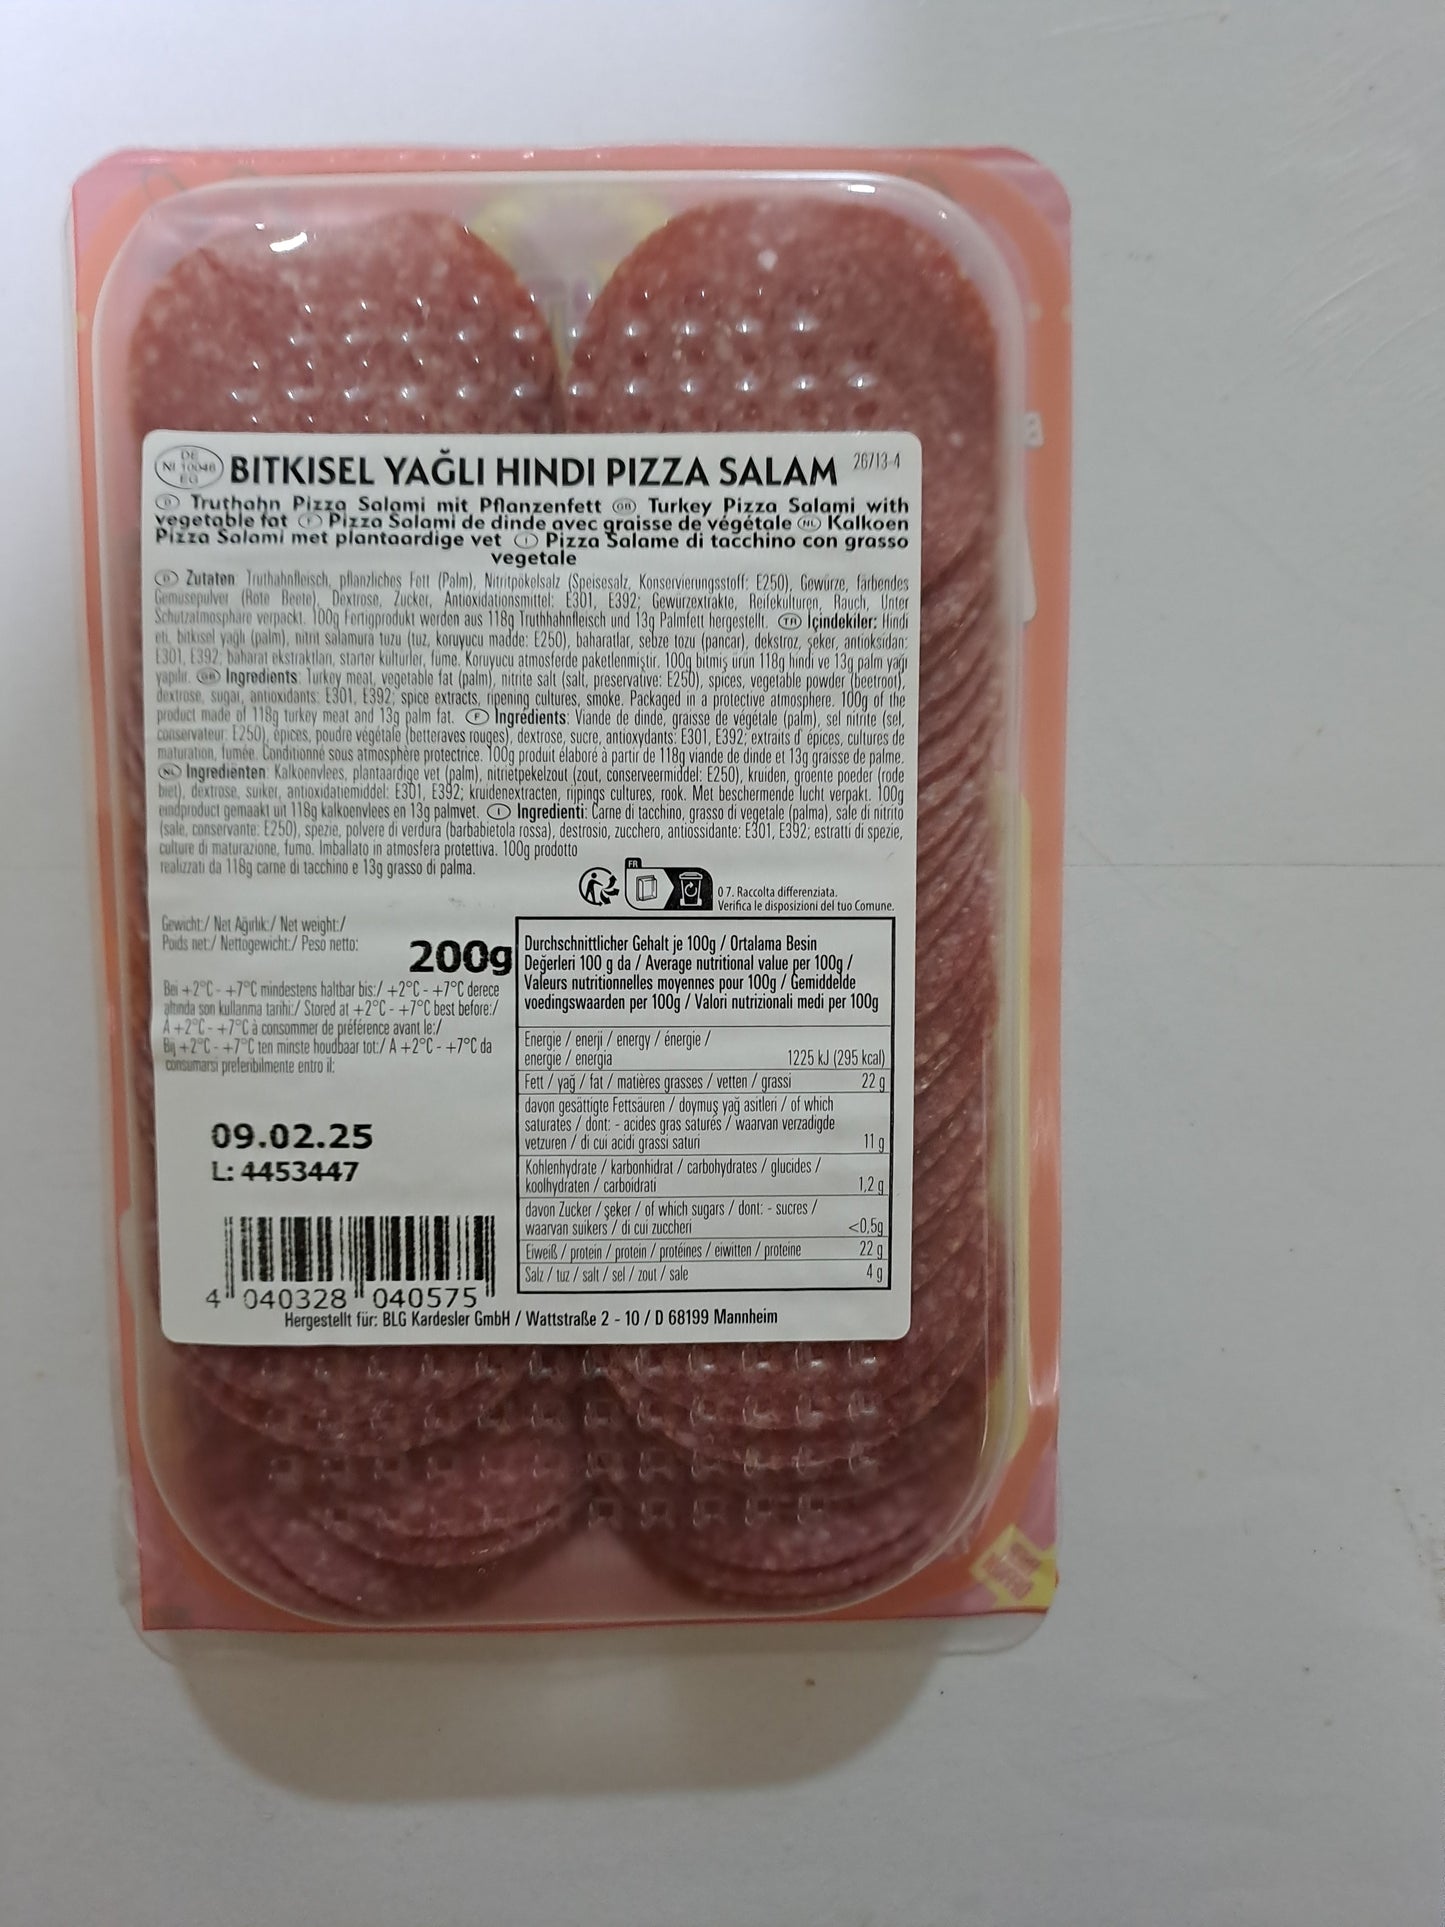 DE
NI 10046
EG
BITKISEL YAĞLI HINDI PIZZA SALAM
26713-4
D Truthahn Pizza Salami mit Pflanzenfett GB Turkey Pizza Salami with
vegetable fat F Pizza Salami de dinde avec graisse de végétale NL Kalkoen
Pizza Salami met plantaardige vet I Pizza Salame di tacchino con grasso
vegetale
D Zutaten: Truthahnfleisch, pflanzliches Fett (Palm), Nitritpökelsalz (Speisesalz, Konservierungsstoff: E250), Gewürze, färbendes
Gemüsepulver (Rote Beete), Dextrose, Zucker, Antioxidationsmittel: E301, E392; Gewürzextrakte, Reifekulturen, Rauch, Unter
Schutzatmosphäre verpackt. 100g Fertigprodukt werden aus 118g Truthhahnfleisch und 13g Palmfett hergestellt. TR İçindekiler: Hindi
eti, bitkisel yağlı (palm), nitrit salamura tuzu (tuz, koruyucu madde: E250), baharatlar, sebze tozu (pancar), dekstroz, şeker, antioksidan:
E301, E392; baharat ekstraktları, starter kültürler, füme. Koruyucu atmosferde paketlenmiştir. 100g bitmiş ürün 118g hindi ve 13g palm yağı
yapılır. GB Ingredients: Turkey meat, vegetable fat (palm), nitrite salt (salt, preservative: E250), spices, vegetable powder (beetroot),
dextrose, sugar, antioxidants: E301, E392; spice extracts, ripening cultures, smoke. Packaged in a protective atmosphere. 100g of the
product made of 118g turkey meat and 13g palm fat. F Ingrédients: Viande de dinde, graisse de végétale (palm), sel nitrite (sel,
conservateur: E250), épices, poudre végétale (betteraves rouges), dextrose, sucre, antioxydants: E301, E392; extraits d' épices, cultures de
maturation, fumée. Conditionné sous atmosphère protectrice. 100g produit élaboré à partir de 118g viande de dinde et 13g graisse de palme.
NL Ingrediënten: Kalkoenvlees, plantaardige vet (palm), nitrietpekelzout (zout, conserveermiddel: E250), kruiden, groente poeder (rode
biet), dextrose, suiker, antioxidatiemiddel: E301, E392; kruidenextracten, rijpings cultures, rook. Met beschermende lucht verpakt. 100g
eindproduct gemaakt uit 118g kalkoenvlees en 13g palmvet. I Ingredienti: Carne di tacchino, grasso di vegetale (palma), sale di nitrito
(sale, conservante: E250), spezie, polvere di verdura (barbabietola rossa), destrosio, zucchero, antiossidante: E301, E392; estratti di spezie,
culture di maturazione, fumo. Imballato in atmosfera protettiva. 100g prodotto
realizzati da 118g carne di tacchino e 13g grasso di palma.
FR
0 7. Raccolta differenziata.
Verifica le disposizioni del tuo Comune.
Gewicht:/ Net Ağırlık:/ Net weight:/
Poids net:/ Nettogewicht:/ Peso netto:
200g
Bei +2°C - +7°C mindestens haltbar bis:/ +2°C - +7°C derece
altında son kullanma tarihi:/ Stored at +2°C - +7°C best before:/
A +2°C - +7°C à consommer de préférence avant le:/
Bij +2°C - +7°C ten minste houdbaar tot:/ A +2°C - +7°C da
consumarsi preferibilmente entro il:
09.02.25
L: 4453447
4 040328 040575
Durchschnittlicher Gehalt je 100g / Ortalama Besin
Değerleri 100 g da / Average nutritional value per 100g /
Valeurs nutritionnelles moyennes pour 100g / Gemiddelde
voedingswaarden per 100g / Valori nutrizionali medi per 100g
Energie / enerji / energy / énergie /
energie / energia 1225 kJ (295 kcal)
Fett / yağ / fat / matières grasses / vetten / grassi 22 g
davon gesättigte Fettsäuren / doymuş yağ asitleri / of which
saturates / dont: - acides gras saturés / waarvan verzadigde
vetzuren / di cui acidi grassi saturi 11 g
Kohlenhydrate / karbonhidrat / carbohydrates / glucides /
koolhydraten / carboidrati 1,2 g
davon Zucker / şeker / of which sugars / dont: - sucres /
waarvan suikers / di cui zuccheri <0,5g
Eiweiß / protein / protein / protéines / eiwitten / proteine 22 g
Salz / tuz / salt / sel / zout / sale 4 g
Hergestellt für: BLG Kardesler GmbH / Wattstraße 2 - 10 / D 68199 Mannheim